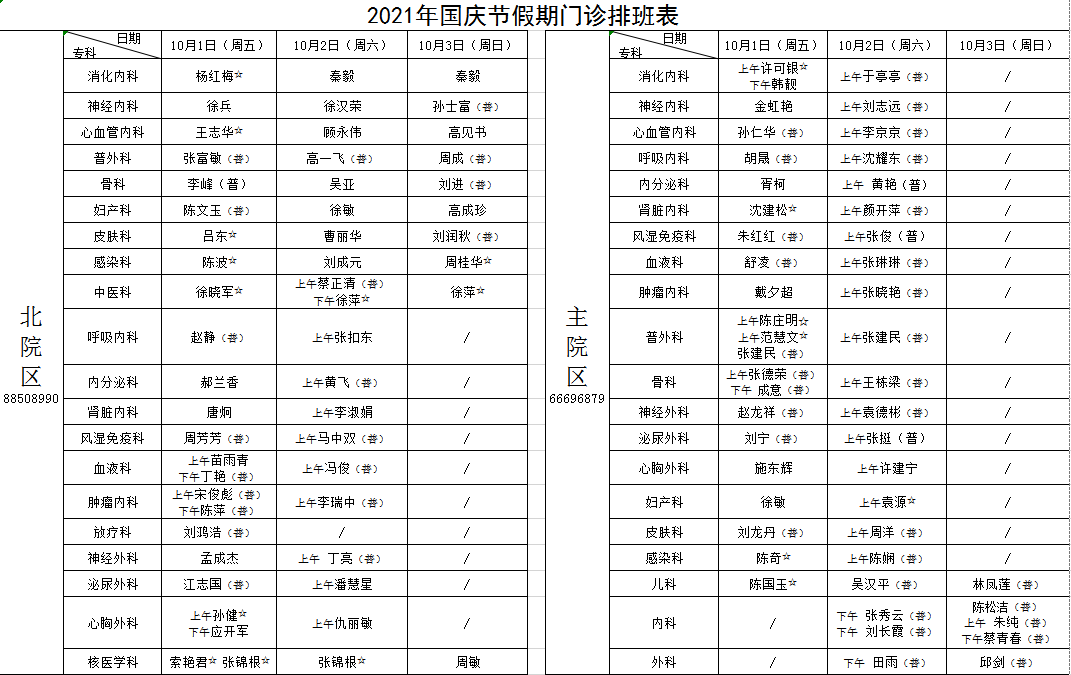 2021年国庆节假期门诊排班表
北院区
88508990
日期 专科 10月1日（周五） 10月2日（周六） 10月3日（周日）
消化内科 杨红梅☆ 秦毅 秦毅
神经内科 徐兵 徐汉荣 孙士富（普）
心血管内科 王志华☆ 顾永伟 高见书
普外科 张富敏（普） 高一飞（普） 周成（普）
骨科 李峰（普） 吴亚 刘进（普）
妇产科 陈文玉（普） 徐敏 高成珍
皮肤科 吕东☆ 曹丽华 刘润秋（普）
感染科 陈波☆ 刘成元 周桂华☆
中医科 徐晓军☆ 上午蔡正清（普） 徐萍☆
下午徐萍☆
呼吸内科 赵静（普） 上午张扣东 /
内分泌科 郝兰香 上午黄飞（普） /
肾脏内科 唐炯 上午李淑娟 /
风湿免疫科 周芳芳（普） 上午马中双（普） /
血液科 上午苗雨青 上午冯俊（普） /
下午丁艳（普）
肿瘤内科 上午宋俊彪（普） 上午李瑞中（普） /
下午陈萍（普）
放疗科 刘鸿浩（普） / /
神经外科 孟成杰 上午 丁亮（普） /
泌尿外科 江志国（普） 上午潘慧星 /
心胸外科 上午孙健☆ 上午仇丽敏 /
下午应开军
核医学科 索艳君☆ 张锦根☆ 张锦根☆ 周敏
主院区
66696879
日期 专科 10月1日（周五） 10月2日（周六） 10月3日（周日）
消化内科 上午许可银☆ 上午于亭亭（普） /
下午韩靓
神经内科 金虹艳 上午刘志远（普） /
心血管内科 孙仁华（普） 上午李京京（普） /
呼吸内科 胡晟（普） 上午沈耀东（普） /
内分泌科 胥柯 上午 黄艳（普） /
肾脏内科 沈建松☆ 上午颜开萍（普） /
风湿免疫科 朱红红（普） 上午张俊（普） /
血液科 舒凌（普） 上午张琳琳（普） /
肿瘤内科 戴夕超 上午张晓艳（普） /
普外科 上午陈庄明☆ 上午张建民（普） /
上午范慧文☆
张建民（普）
骨科 上午张德荣（普） 上午王栋梁（普） /
下午 成意（普）
神经外科 赵龙祥（普） 上午袁德彬（普） /
泌尿外科 刘宁（普） 上午张挺（普） /
心胸外科 施东辉 上午许建宁 /
妇产科 徐敏 上午袁源☆ /
皮肤科 刘龙丹（普） 上午周洋（普） /
感染科 陈奇☆ 上午陈娴（普） /
儿科 陈国玉☆ 吴汉平（普） 林凤莲（普）
内科 / 下午 张秀云（普） 陈松洁（普）
下午 刘长霞（普） 上午 朱纯（普）
下午蔡青春（普）
外科 / 下午 田雨（普） 邱剑（普）